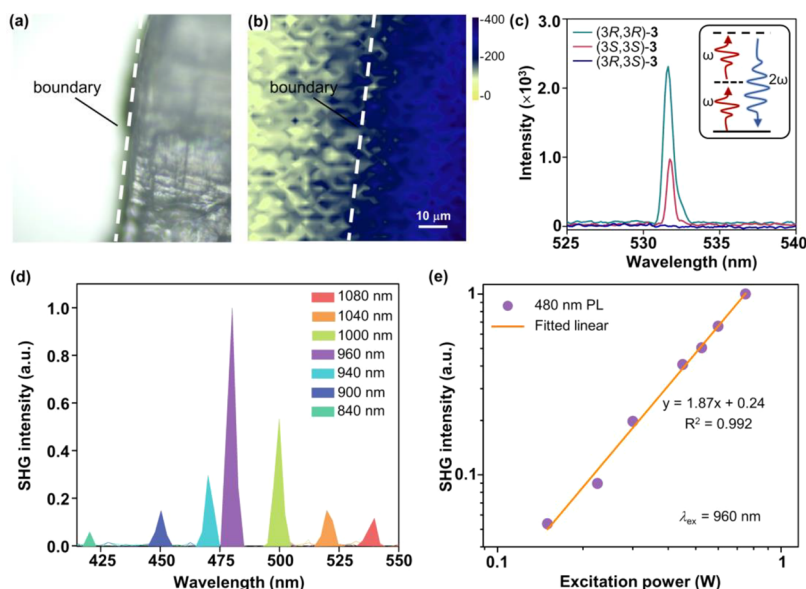 (a)
boundary
(b)
boundary
10 μm
-400
-200
-0
(c)
Intensity (×10³)
3.0
2.0
1.0
0
(3R,3R)-3
(3S,3S)-3
(3R,3S)-3
ω
ω
2ω
525
530
535
540
Wavelength (nm)
(d)
SHG intensity (a.u.)
1.0
0.8
0.6
0.4
0.2
0.0
1080 nm
1040 nm
1000 nm
960 nm
940 nm
900 nm
840 nm
425
450
475
500
525
550
Wavelength (nm)
(e)
SHG intensity (a.u.)
1
0.1
480 nm PL
Fitted linear
y = 1.87x + 0.24
R² = 0.992
λex = 960 nm
0.1
1
Excitation power (W)